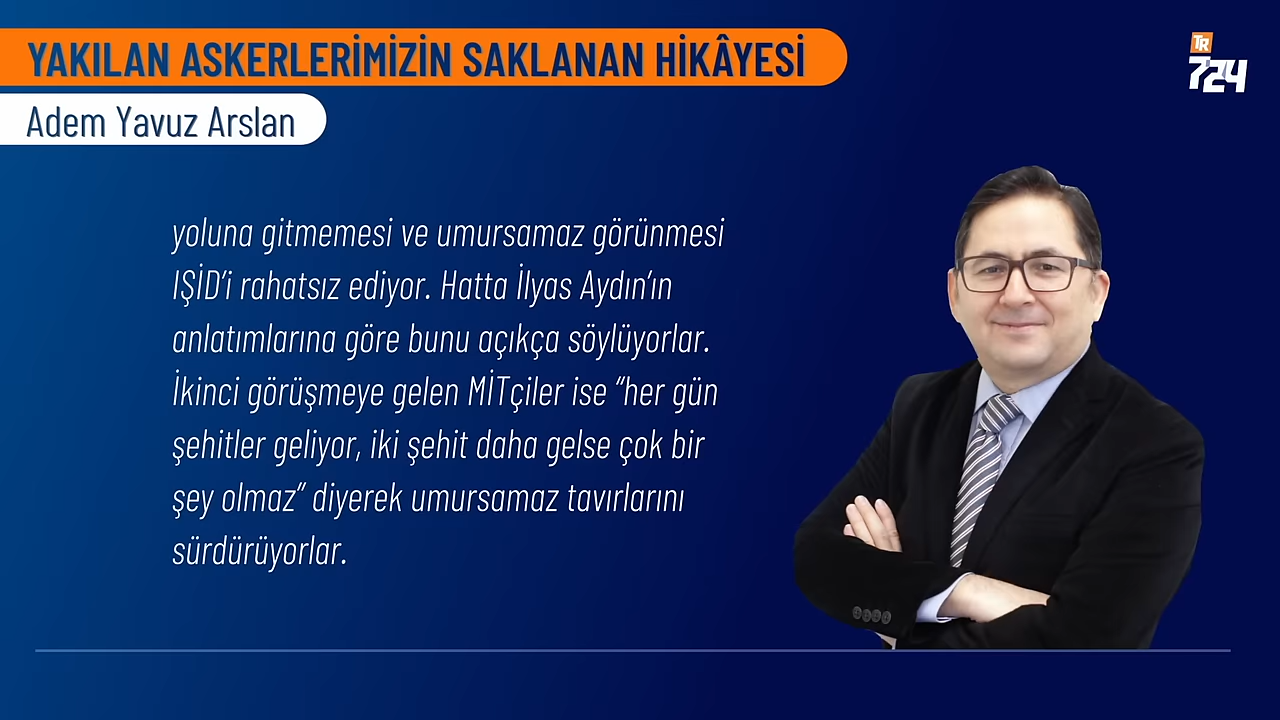 YAKILAN ASKERLERİMİZİN SAKLANAN HİKÂYESİ
Adem Yavuz Arslan
TR
724
yoluna gitmemesi ve umursamaz görünmesi
IŞİD’i rahatsız ediyor. Hatta İlyas Aydın’ın
anlatımlarına göre bunu açıkça söylüyorlar.
İkinci görüşmeye gelen MİTçiler ise “her gün
şehitler geliyor, iki şehit daha gelse çok bir
şey olmaz” diyerek umursamaz tavırlarını
sürdürüyorlar.